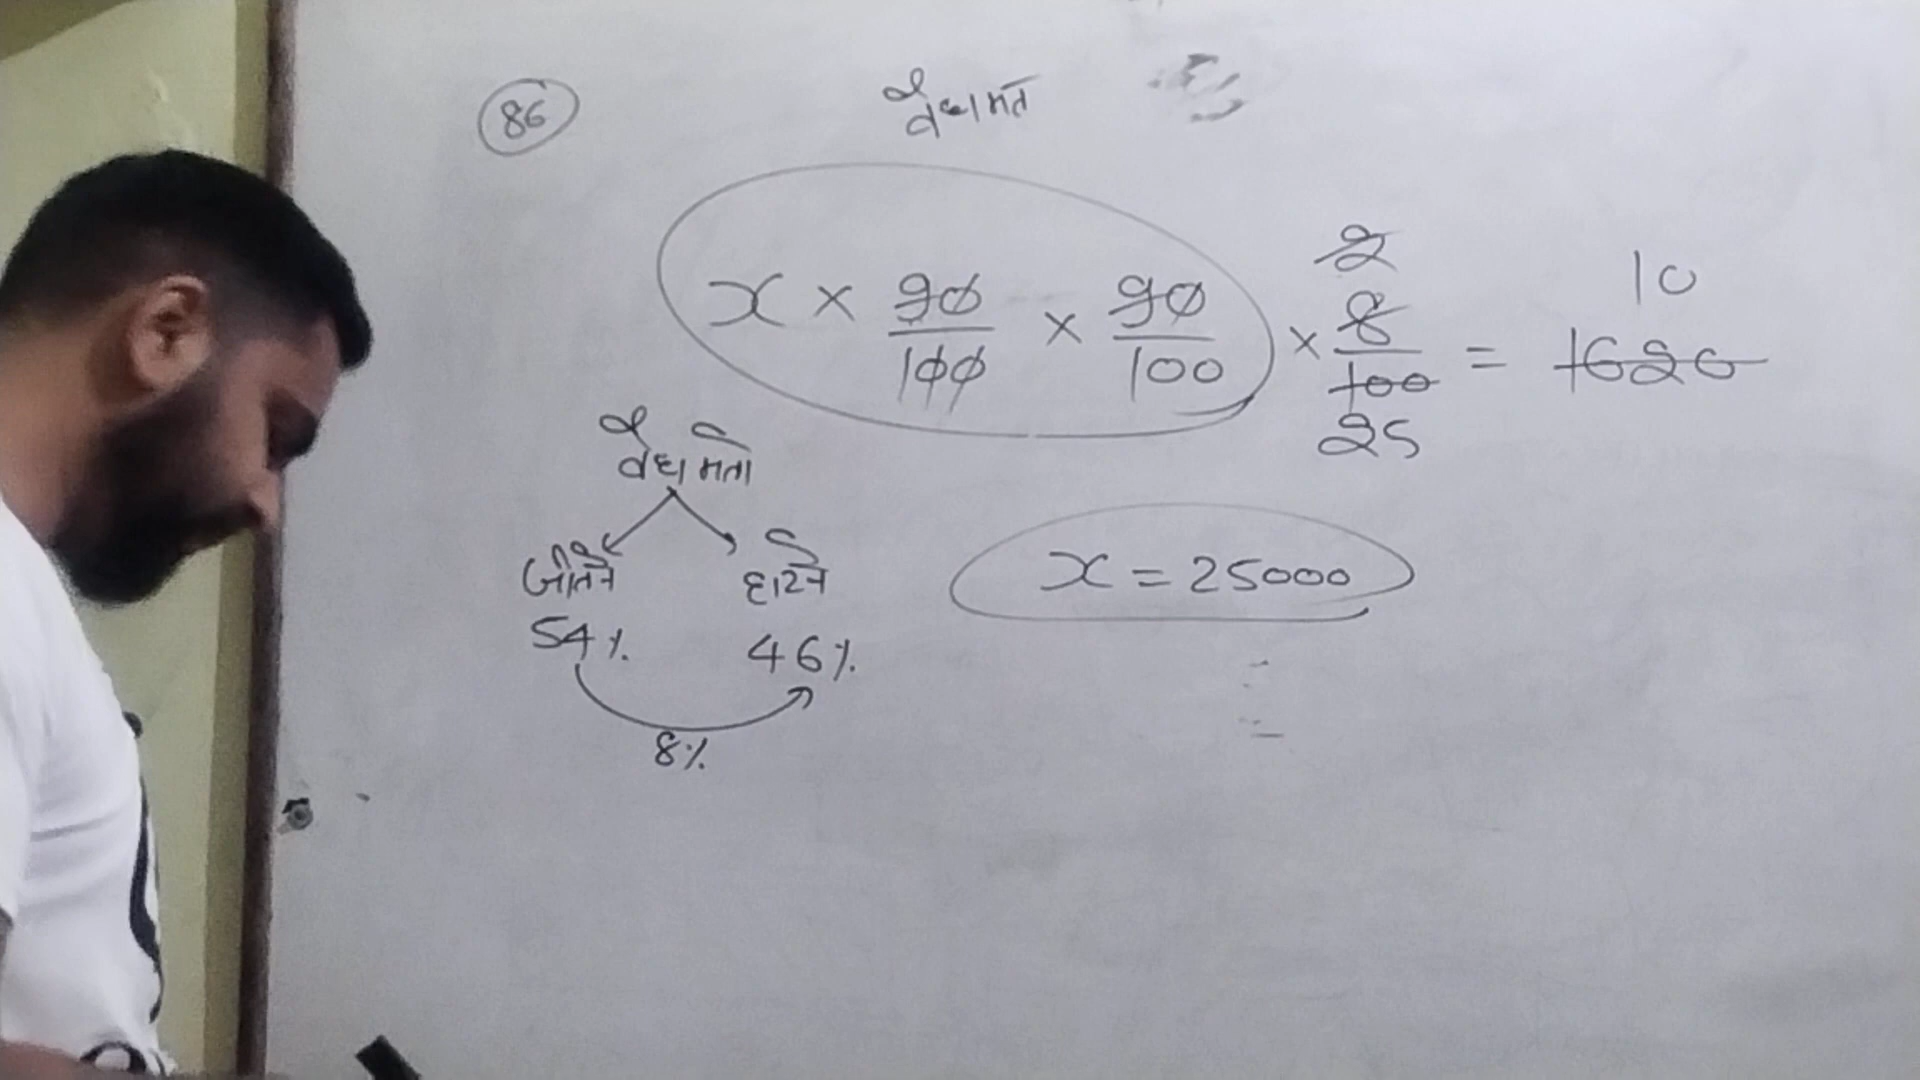 86
वैध मत
x × 90/100 × 90/100 × 8/100 = 1620
2
10
25
वैध मतो
जीतने हारने
x = 25000
54% 46%
8%